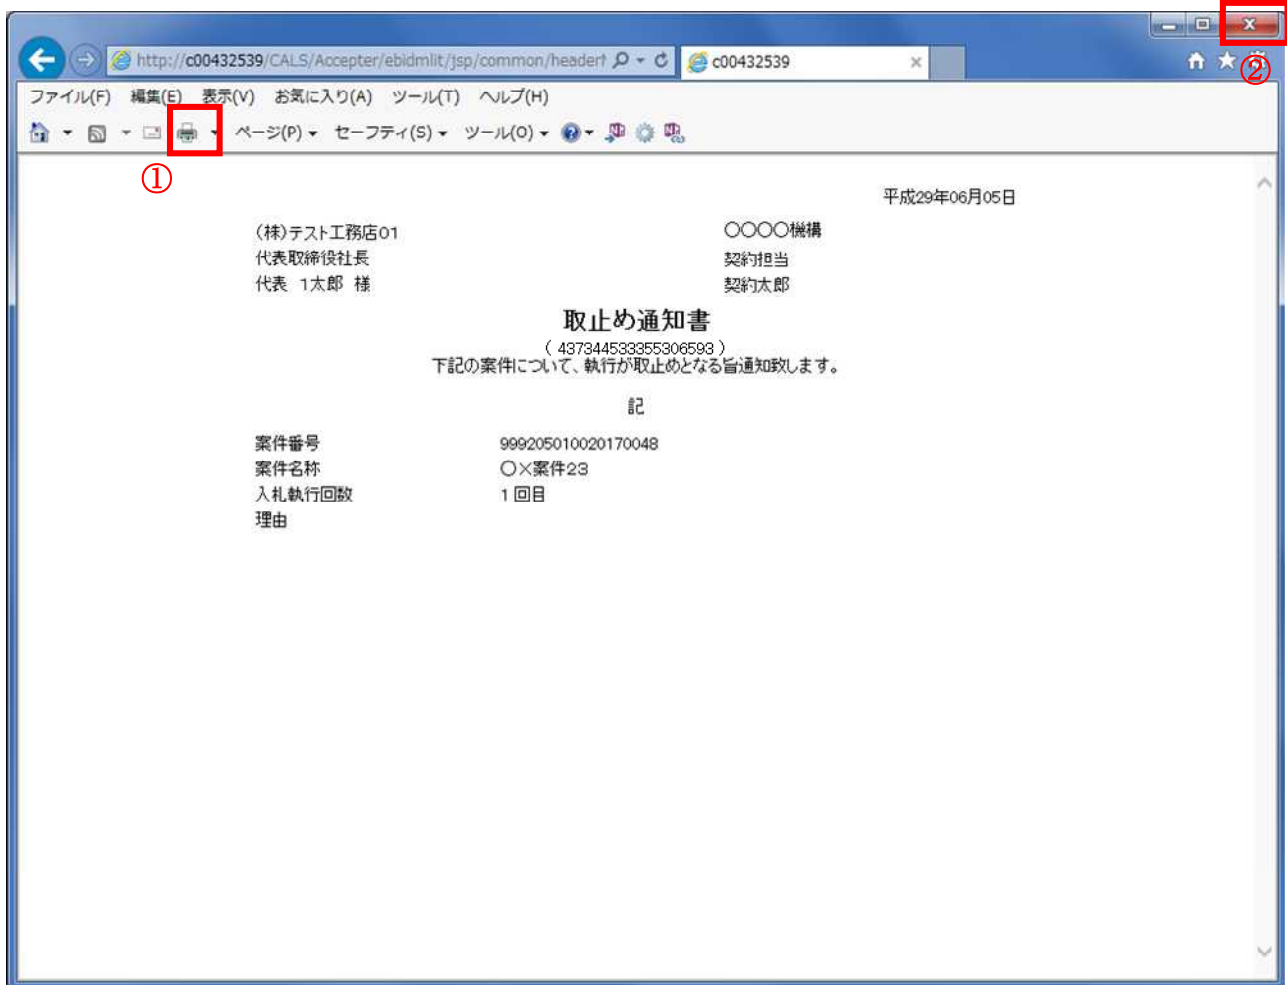 http://c00432539/CALS/Accepter/ebidmlit/jsp/common/header
c00432539
②
ファイル(F) 編集(E) 表示(V) お気に入り(A) ツール(T) ヘルプ(H)
ページ(P) セーフティ(S) ツール(O)
①
平成29年06月05日
(株)テスト工務店01 〇〇〇〇機構
代表取締役社長 契約担当
代表 1太郎 様 契約太郎
取止め通知書
( 437344533355306593 )
下記の案件について、執行が取止めとなる旨通知致します。
記
案件番号 999205010020170048
案件名称 〇×案件23
入札執行回数 1回目
理由